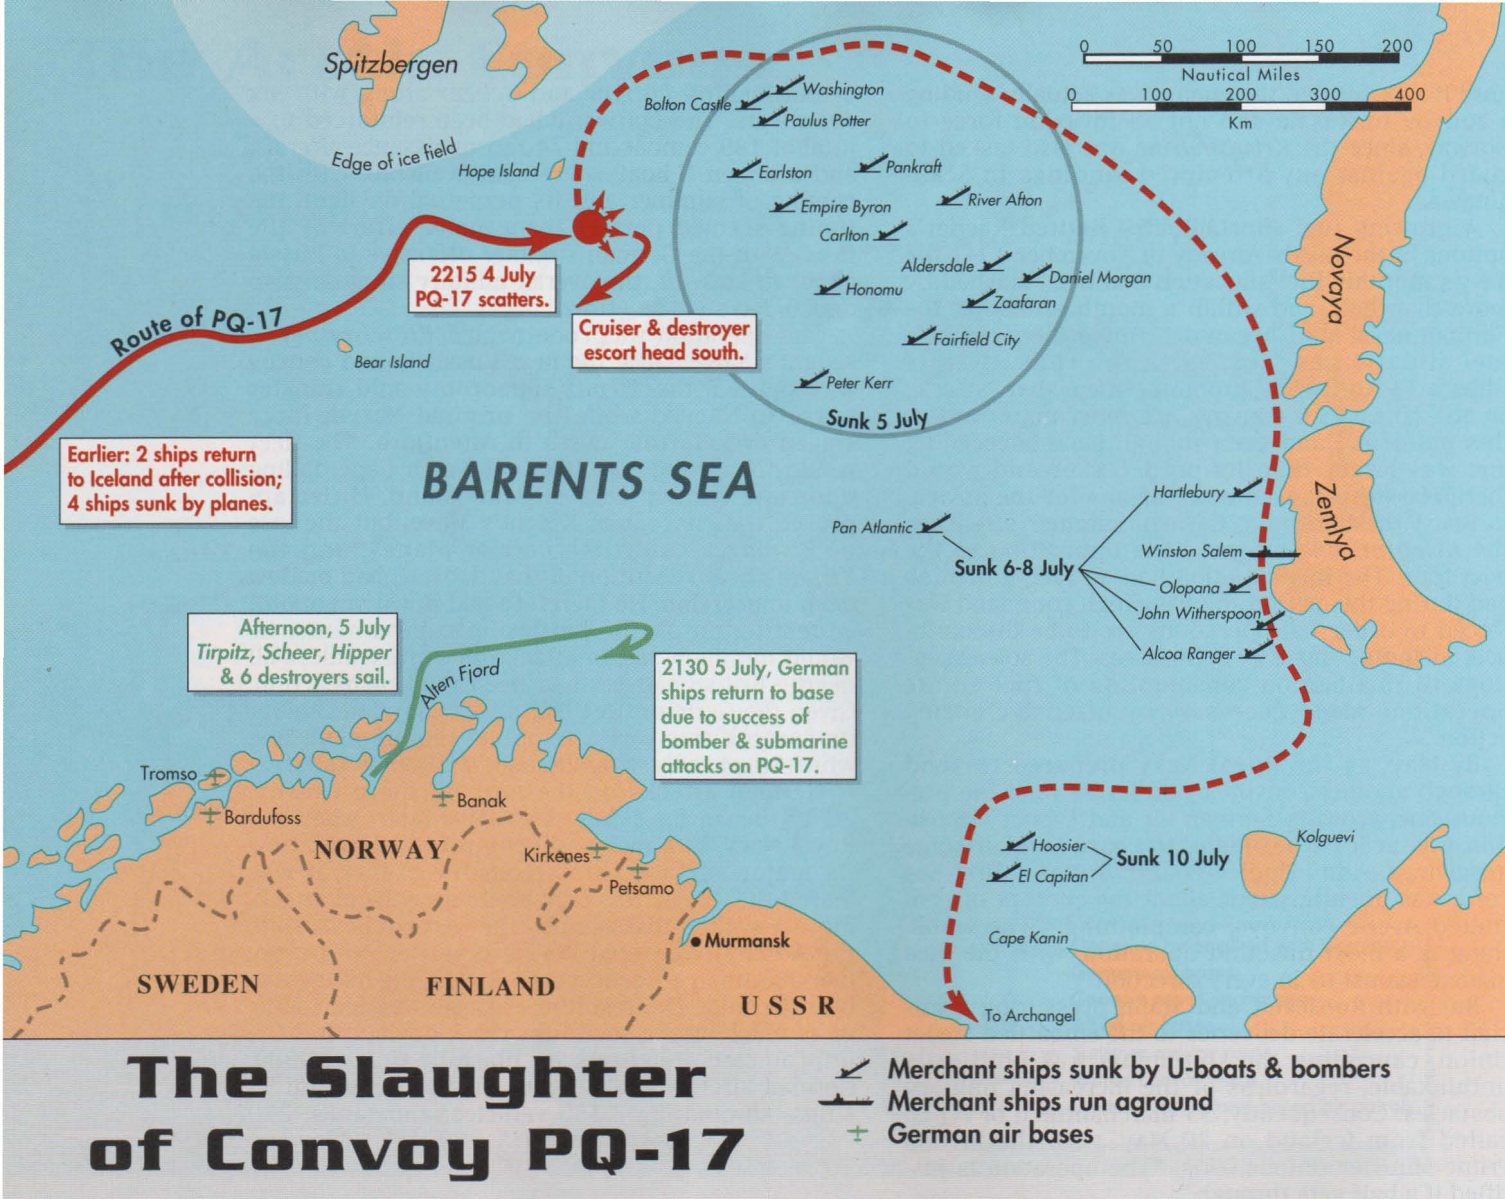 Spitzbergen
Edge of ice field
Hope Island
0 50 100 150 200
Nautical Miles
0 100 200 300 400
Km
Washington
Bolton Castle
Paulus Potter
Earlston
Pankraft
Empire Byron
River Afton
Carlton
Aldersdale
Daniel Morgan
Honomu
Zaafaran
Fairfield City
Peter Kerr
Sunk 5 July
2215 4 July
PQ-17 scatters.
Cruiser & destroyer
escort head south.
Route of PQ-17
Bear Island
Earlier: 2 ships return
to Iceland after collision;
4 ships sunk by planes.
BARENTS SEA
Novaya
Zemlya
Hartlebury
Pan Atlantic
Winston Salem
Sunk 6-8 July
Olopana
John Witherspoon
Alcoa Ranger
Afternoon, 5 July
Tirpitz, Scheer, Hipper
& 6 destroyers sail.
Alten Fjord
2130 5 July, German
ships return to base
due to success of
bomber & submarine
attacks on PQ-17.
Tromso
Bardufoss
Banak
NORWAY
Kirkenes
Petsamo
Hoosier
El Capitan
Sunk 10 July
Kolguevi
Murmansk
Cape Kanin
SWEDEN
FINLAND
USSR
To Archangel
The Slaughter
of Convoy PQ-17
Merchant ships sunk by U-boats & bombers
Merchant ships run aground
German air bases